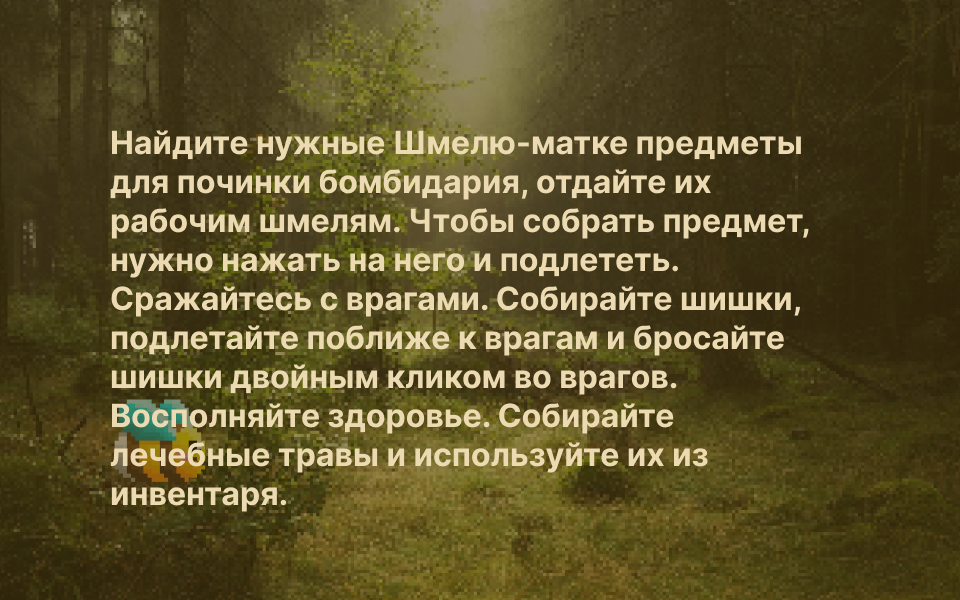 Найдите нужные Шмелю-матке предметы
для починки бомбидария, отдайте их
рабочим шмелям. Чтобы собрать предмет,
нужно нажать на него и подлететь.
Сражайтесь с врагами. Собирайте шишки,
подлетайте поближе к врагам и бросайте
шишки двойным кликом во врагов.
Восполняйте здоровье. Собирайте
лечебные травы и используйте их из
инвентаря.